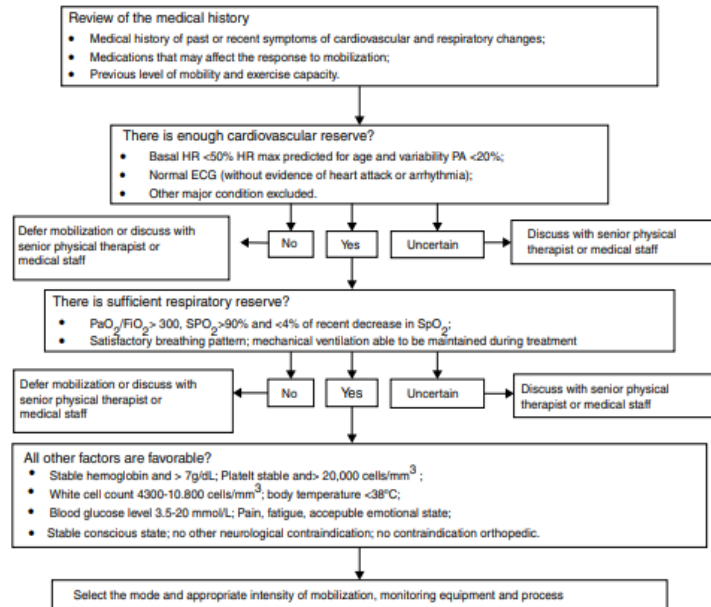 Review of the medical history
• Medical history of past or recent symptoms of cardiovascular and respiratory changes;
• Medications that may affect the response to mobilization;
• Previous level of mobility and exercise capacity.
There is enough cardiovascular reserve?
• Basal HR <50% HR max predicted for age and variability PA <20%;
• Normal ECG (without evidence of heart attack or arrhythmia);
• Other major condition excluded.
Defer mobilization or discuss with
senior physical therapist or
medical staff
No
Yes
Uncertain
Discuss with senior physical
therapist or medical staff
There is sufficient respiratory reserve?
• PaO2/FiO2> 300, SPO2>90% and <4% of recent decrease in SpO2;
• Satisfactory breathing pattern; mechanical ventilation able to be maintained during treatment
Defer mobilization or discuss with
senior physical therapist or
medical staff
No
Yes
Uncertain
Discuss with senior physical
therapist or medical staff
All other factors are favorable?
• Stable hemoglobin and > 7g/dL; Platelt stable and> 20,000 cells/mm3 ;
• White cell count 4300-10.800 cells/mm3; body temperature <38ºC;
• Blood glucose level 3.5-20 mmol/L; Pain, fatigue, accepuble emotional state;
• Stable conscious state; no other neurological contraindication; no contraindication orthopedic.
Select the mode and appropriate intensity of mobilization, monitoring equipment and process